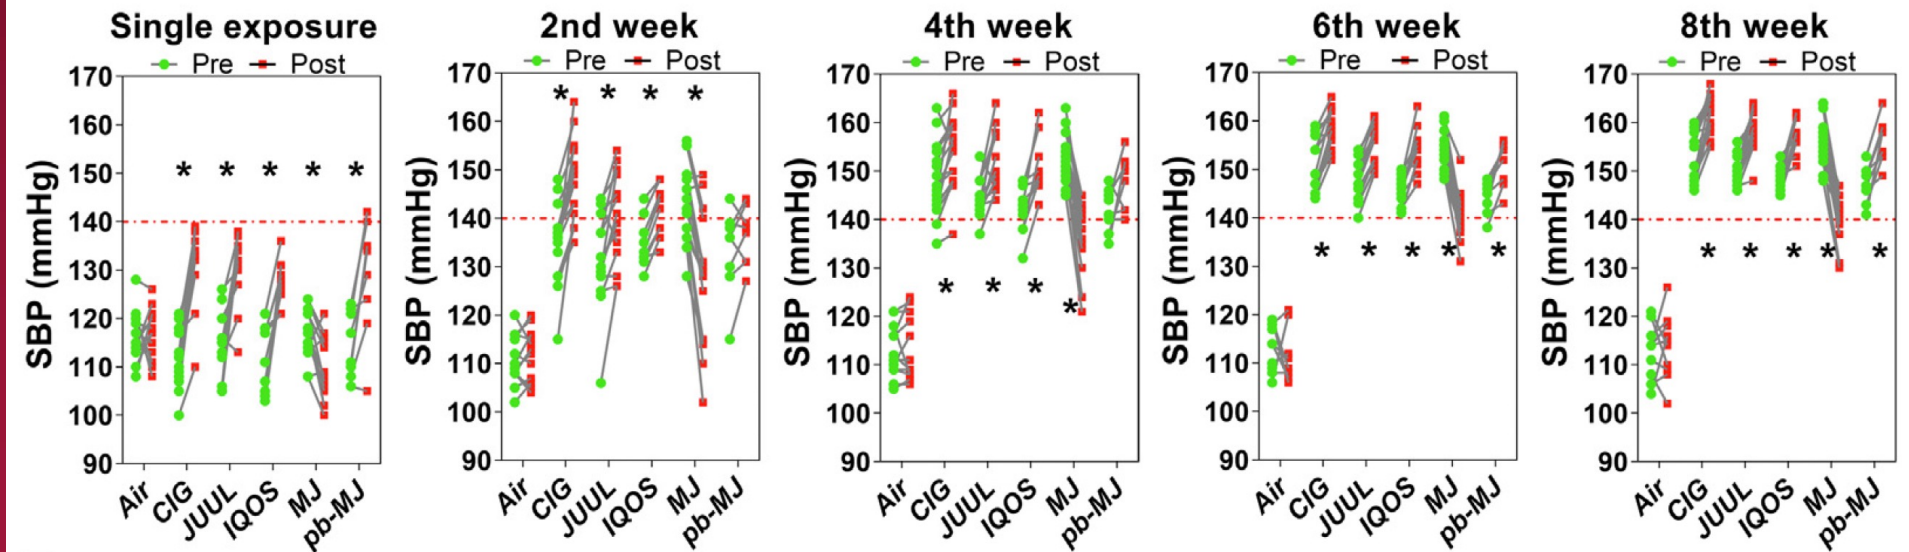 Single exposure
Pre Post
SBP (mmHg)
170
160
150
140
130
120
110
100
90
* * * * *
Air CIG JUUL IQOS MJ pb-MJ
2nd week
Pre Post
SBP (mmHg)
170
160
150
140
130
120
110
100
90
* * * *
Air CIG JUUL IQOS MJ pb-MJ
4th week
Pre Post
SBP (mmHg)
170
160
150
140
130
120
110
100
90
* * * *
Air CIG JUUL IQOS MJ pb-MJ
6th week
Pre Post
SBP (mmHg)
170
160
150
140
130
120
110
100
90
* * * * *
Air CIG JUUL IQOS MJ pb-MJ
8th week
Pre Post
SBP (mmHg)
170
160
150
140
130
120
110
100
90
* * * * *
Air CIG JUUL IQOS MJ pb-MJ